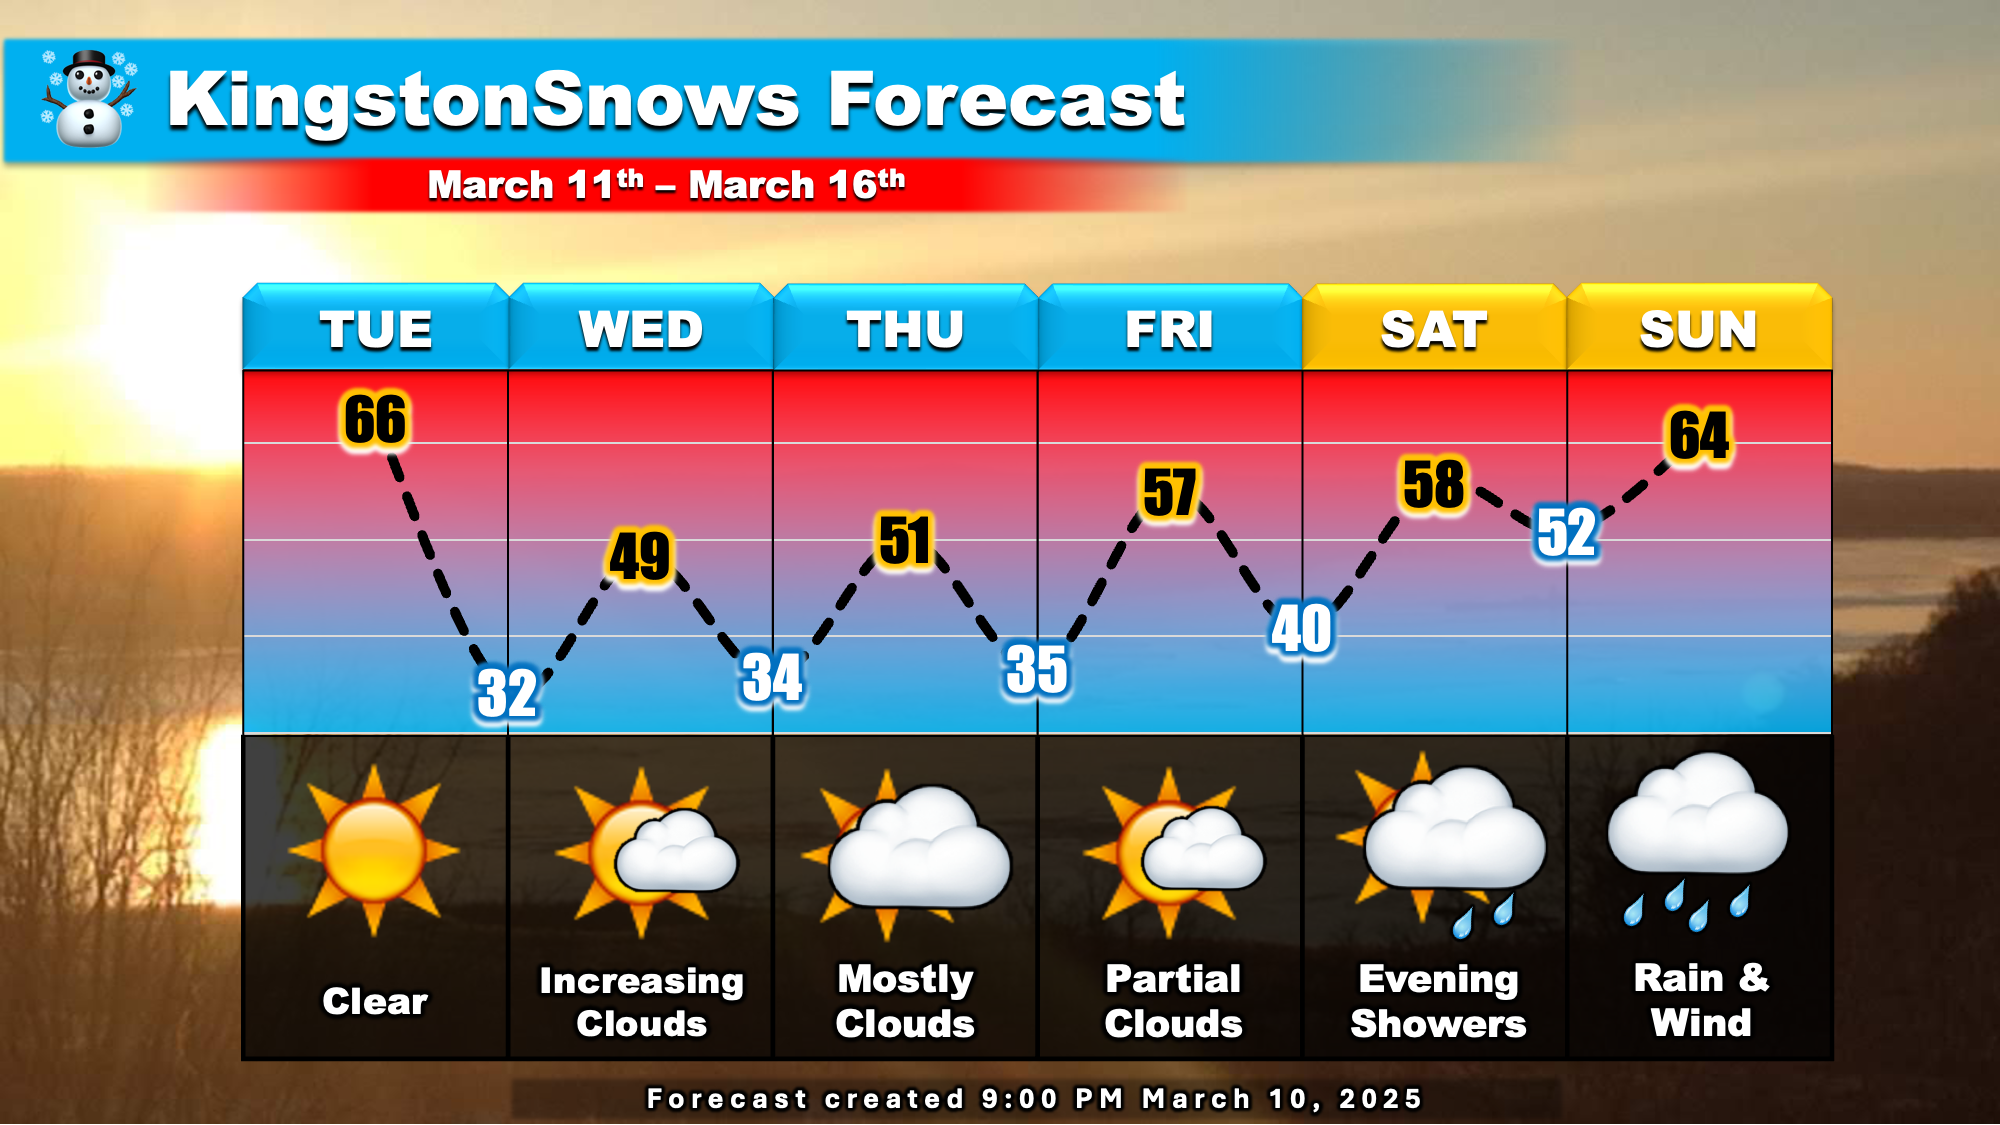 KingstonSnows Forecast
March 11th – March 16th
TUE WED THU FRI SAT SUN
66 49 51 57 58 64
32 34 35 40 52
Clear
Increasing
Clouds
Mostly
Clouds
Partial
Clouds
Evening
Showers
Rain &
Wind
Forecast created 9:00 PM March 10, 2025